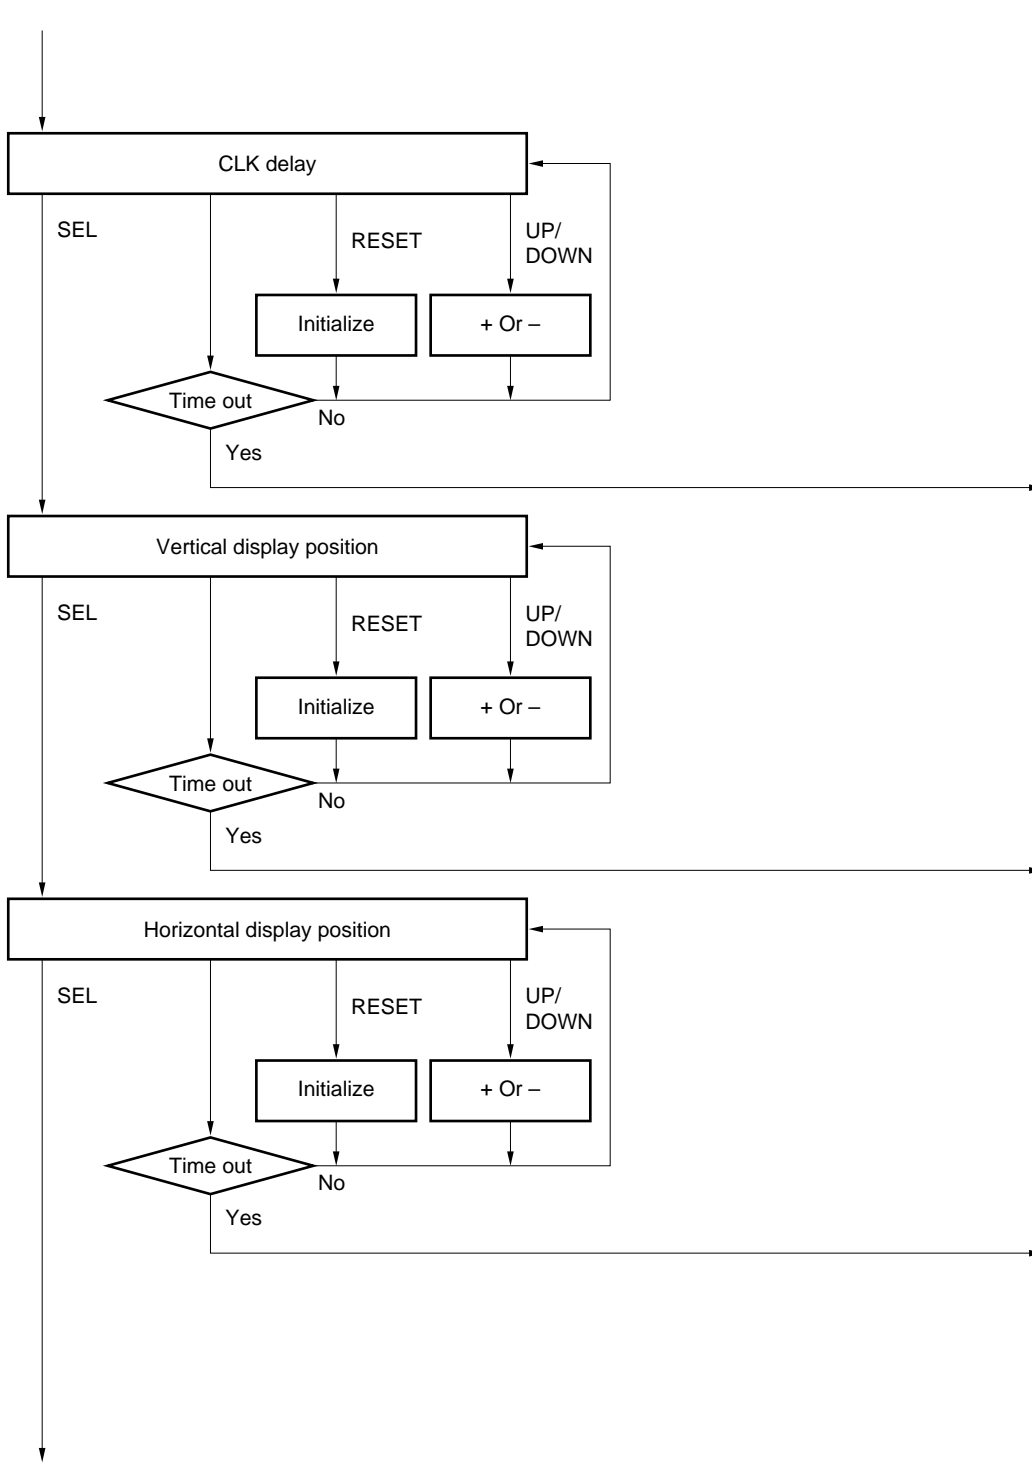 CLK delay
SEL
RESET
UP/
DOWN
Initialize
+ Or –
Time out
No
Yes
Vertical display position
SEL
RESET
UP/
DOWN
Initialize
+ Or –
Time out
No
Yes
Horizontal display position
SEL
RESET
UP/
DOWN
Initialize
+ Or –
Time out
No
Yes